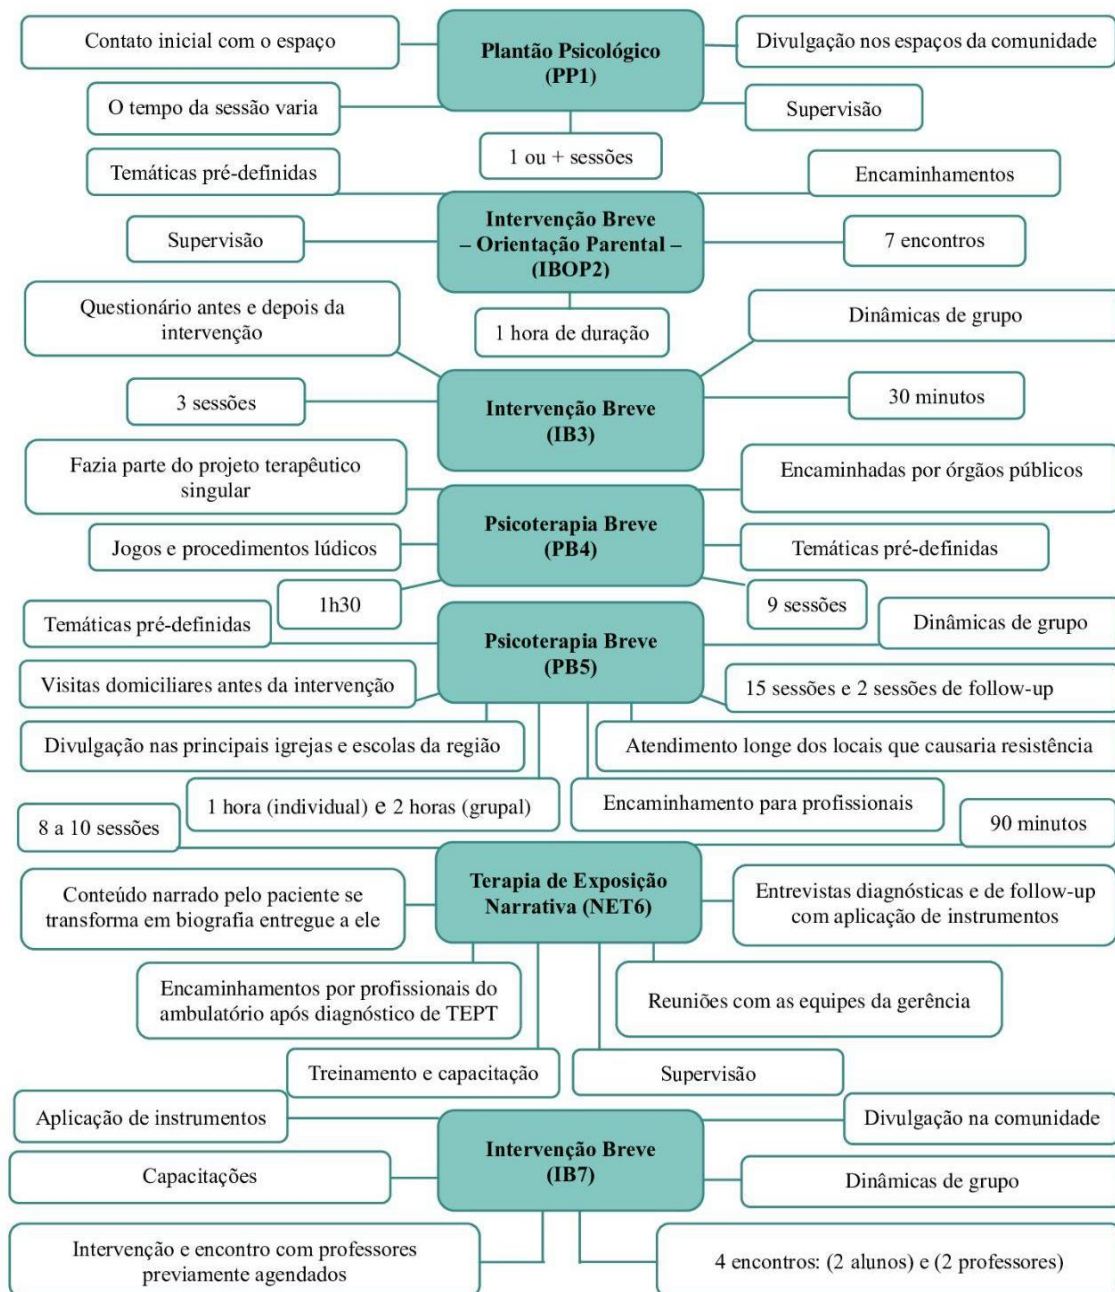 Contato inicial com o espaço
Plantão Psicológico
(PP1)
Divulgação nos espaços da comunidade
O tempo da sessão varia
Supervisão
1 ou + sessões
Temáticas pré-definidas
Encaminhamentos
Intervenção Breve
– Orientação Parental –
(IBOP2)
Supervisão
7 encontros
Questionário antes e depois da
intervenção
1 hora de duração
Dinâmicas de grupo
3 sessões
Intervenção Breve
(IB3)
30 minutos
Fazia parte do projeto terapêutico
singular
Encaminhadas por órgãos públicos
Psicoterapia Breve
(PB4)
Jogos e procedimentos lúdicos
Temáticas pré-definidas
1h30
9 sessões
Temáticas pré-definidas
Psicoterapia Breve
(PB5)
Dinâmicas de grupo
Visitas domiciliares antes da intervenção
15 sessões e 2 sessões de follow-up
Divulgação nas principais igrejas e escolas da região
Atendimento longe dos locais que causaria resistência
1 hora (individual) e 2 horas (grupal)
Encaminhamento para profissionais
8 a 10 sessões
90 minutos
Terapia de Exposição
Narrativa (NET6)
Conteúdo narrado pelo paciente se
transforma em biografia entregue a ele
Entrevistas diagnósticas e de follow-up
com aplicação de instrumentos
Encaminhamentos por profissionais do
ambulatório após diagnóstico de TEPT
Reuniões com as equipes da gerência
Treinamento e capacitação
Supervisão
Aplicação de instrumentos
Divulgação na comunidade
Intervenção Breve
(IB7)
Capacitações
Dinâmicas de grupo
Intervenção e encontro com professores
previamente agendados
4 encontros: (2 alunos) e (2 professores)